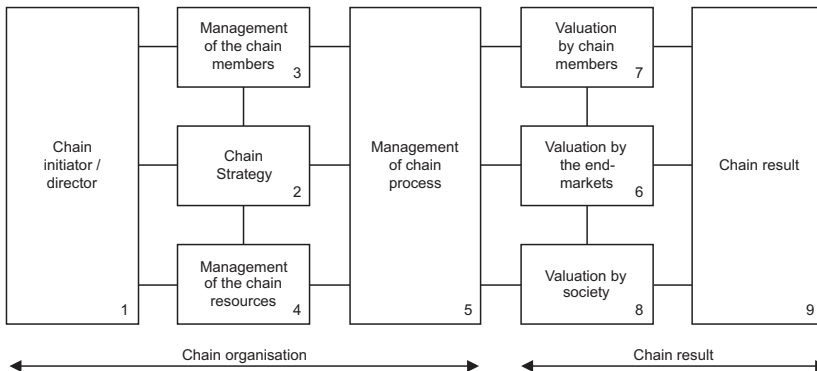 Chain
initiator /
director
1
Management
of the chain
members
3
Chain
Strategy
2
Management
of the chain
resources
4
Management
of chain
process
5
Valuation
by chain
members
7
Valuation by
the end-
markets
6
Valuation by
society
8
Chain result
9
Chain organisation
Chain result